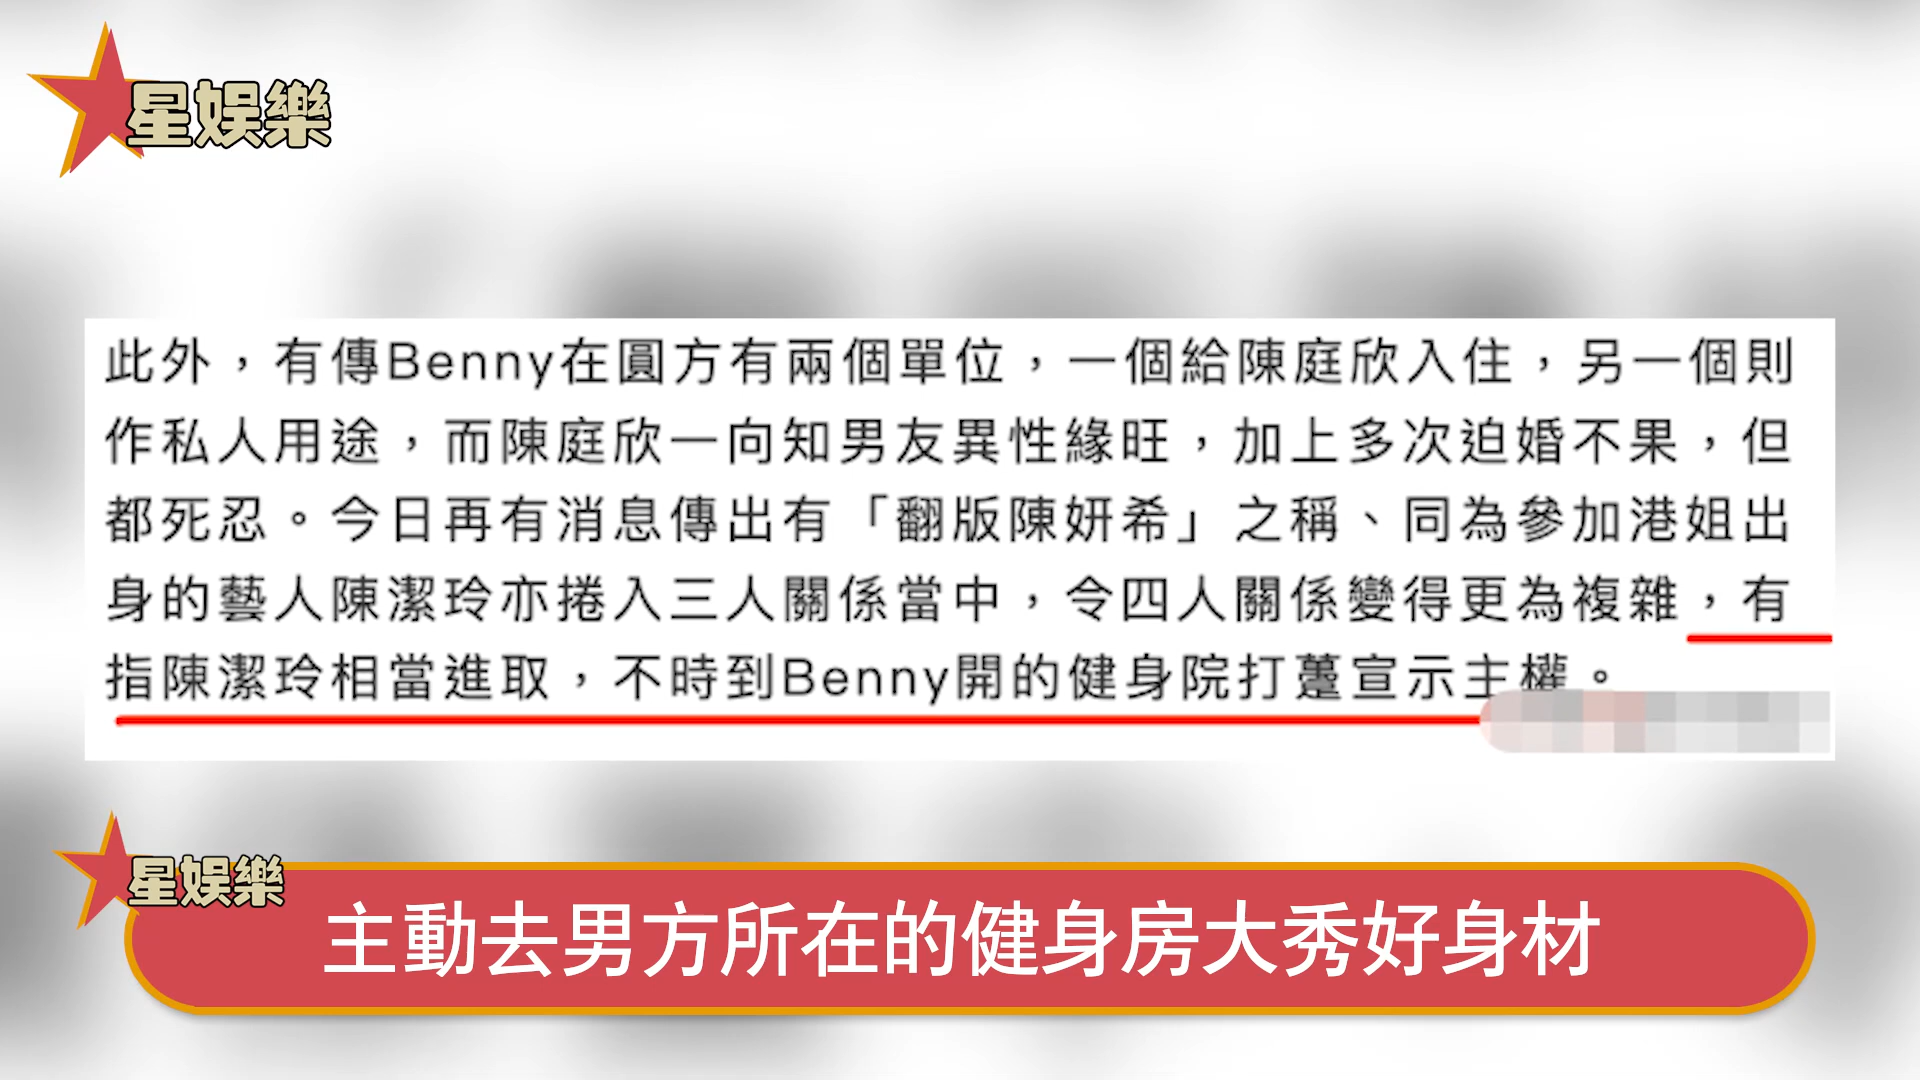 星娱樂
此外，有傳Benny在圓方有兩個單位，一個給陳庭欣入住，另一個則
作私人用途，而陳庭欣一向知男友異性緣旺，加上多次迫婚不果，但
都死忍。今日再有消息傳出有「翻版陳妍希」之稱、同為參加港姐出
身的藝人陳潔玲亦捲入三人關係當中，令四人關係變得更為複雜，有
指陳潔玲相當進取，不時到Benny開的健身院打躉宣示主權。
星娱樂
主動去男方所在的健身房大秀好身材